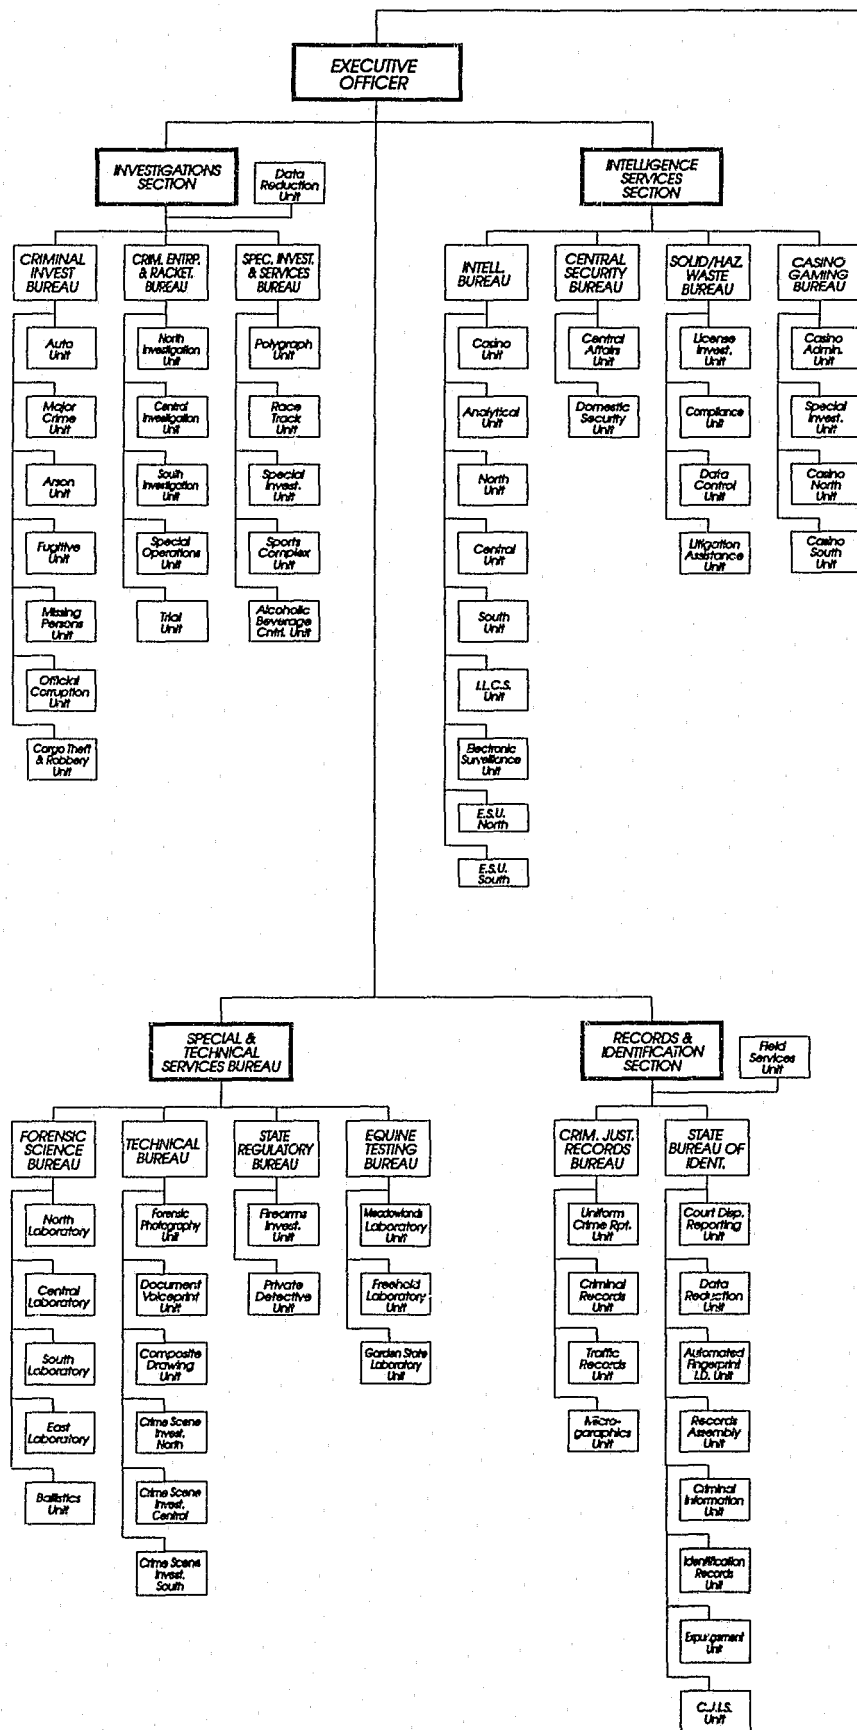 EXECUTIVE
OFFICER
INVESTIGATIONS
SECTION
Data
Reduction
Unit
INTELLIGENCE
SERVICES
SECTION
CRIMINAL
INVEST
BUREAU
Auto
Unit
Major
Crime
Unit
Arson
Unit
Fugitive
Unit
Missing
Persons
Unit
Official
Corruption
Unit
Cargo Theft
& Robbery
Unit
CRIM. ENTRP.
& RACKET.
BUREAU
North
Investigation
Unit
Central
Investigation
Unit
South
Investigation
Unit
Special
Operations
Unit
Trial
Unit
SPEC. INVEST.
& SERVICES
BUREAU
Polygraph
Unit
Race
Track
Unit
Special
Invest.
Unit
Sports
Complex
Unit
Alcoholic
Beverage
Cntrl. Unit
INTELL.
BUREAU
Casino
Unit
Analytical
Unit
North
Unit
Central
Unit
South
Unit
I.L.C.S.
Unit
Electronic
Surveillance
Unit
E.S.U.
North
E.S.U.
South
CENTRAL
SECURITY
BUREAU
Central
Affairs
Unit
Domestic
Security
Unit
SOLID/HAZ.
WASTE
BUREAU
License
Invest.
Unit
Compliance
Unit
Data
Control
Unit
Litigation
Assistance
Unit
CASINO
GAMING
BUREAU
Casino
Admin.
Unit
Special
Invest.
Unit
Casino
North
Unit
Casino
South
Unit
SPECIAL &
TECHNICAL
SERVICES BUREAU
RECORDS &
IDENTIFICATION
SECTION
Field
Services
Unit
FORENSIC
SCIENCE
BUREAU
North
Laboratory
Central
Laboratory
South
Laboratory
East
Laboratory
Ballistics
Unit
TECHNICAL
BUREAU
Forensic
Photography
Unit
Document
Voiceprint
Unit
Composite
Drawing
Unit
Crime Scene
Invest.
North
Crime Scene
Invest.
Central
Crime Scene
Invest.
South
STATE
REGULATORY
BUREAU
Firearms
Invest.
Unit
Private
Detective
Unit
EQUINE
TESTING
BUREAU
Meadowlands
Laboratory
Unit
Freehold
Laboratory
Unit
Garden State
Laboratory
Unit
CRIM. JUST.
RECORDS
BUREAU
Uniform
Crime Rpt.
Unit
Criminal
Records
Unit
Traffic
Records
Unit
Micro-
garaphics
Unit
STATE
BUREAU OF
IDENT.
Court Disp.
Reporting
Unit
Data
Reduction
Unit
Automated
Fingerprint
I.D. Unit
Records
Assembly
Unit
Criminal
Information
Unit
Identification
Records
Unit
Expungement
Unit
C.J.I.S.
Unit